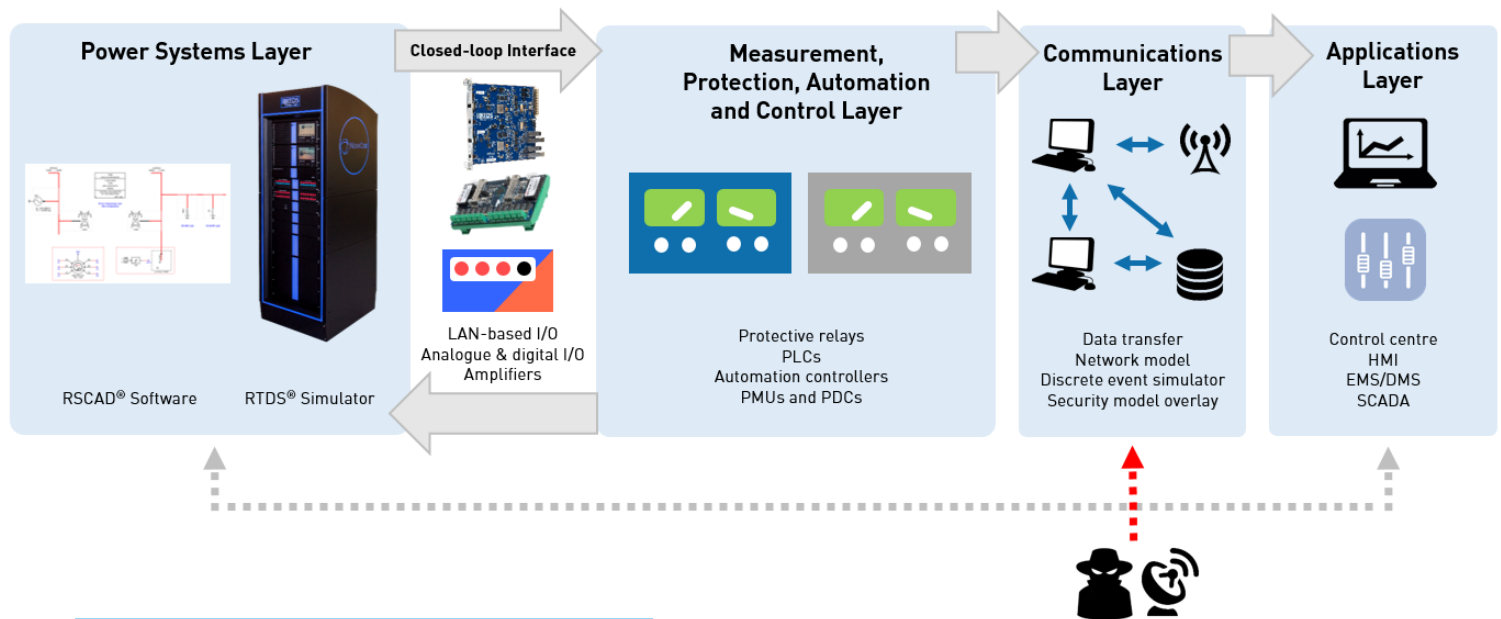 Power Systems Layer
RSCAD® Software
RTDS® Simulator
Closed-loop Interface
LAN-based I/O
Analogue & digital I/O
Amplifiers
Measurement,
Protection, Automation
and Control Layer
Protective relays
PLCs
Automation controllers
PMUs and PDCs
Communications
Layer
Data transfer
Network model
Discrete event simulator
Security model overlay
Applications
Layer
Control centre
HMI
EMS/DMS
SCADA